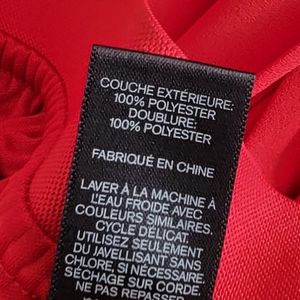 COUCHE EXTÉRIEURE:
100% POLYESTER
DOUBLURE:
100% POLYESTER
FABRIQUÉ EN CHINE
LAVER À LA MACHINE À
L'EAU FROIDE AVEC
COULEURS SIMILAIRES.
CYCLE DÉLICAT.
UTILISEZ SEULEMENT
DU JAVELLISANT SANS
CHLORE, SI NÉCESSAIRE.
SÉCHAGE SUR CORDE
NE PAS REPASSER